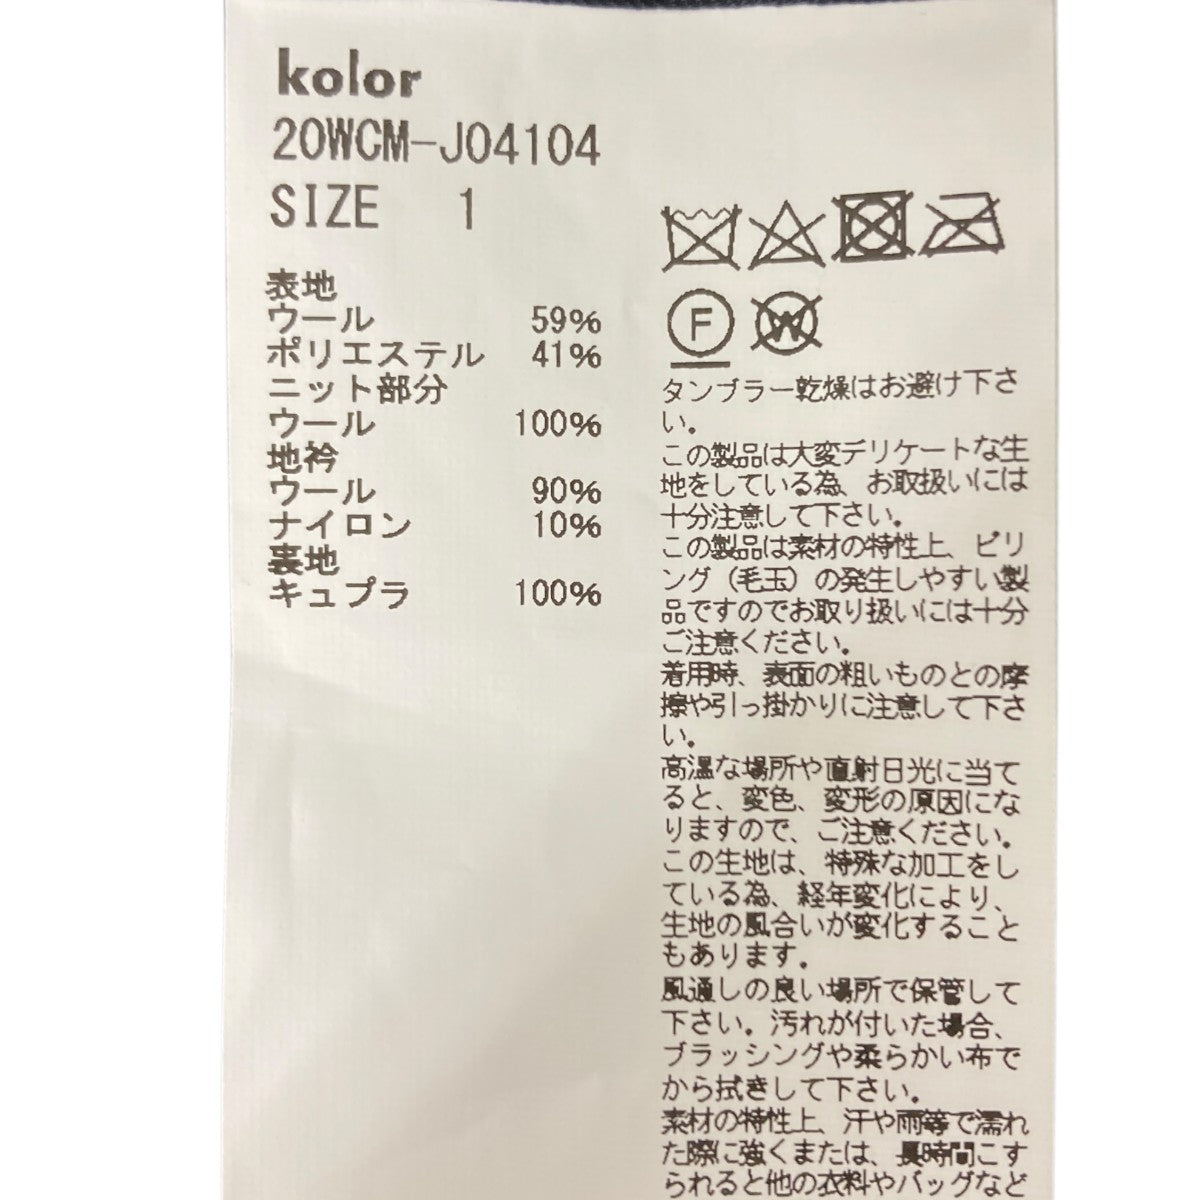 kolor
20WCM-J04104
SIZE 1
表地
ウール 59%
ポリエステル 41%
ニット部分
ウール 100%
地衿
ウール 90%
ナイロン 10%
裏地
キュプラ 100%
F W
タンブラー乾燥はお避け下さ
い。
この製品は大変デリケートな生
地をしている為、お取扱いには
十分注意して下さい。
この製品は素材の特性上、ピリ
ング（毛玉）の発生しやすい製
品ですのでお取り扱いには十分
ご注意ください。
着用時、表面の粗いものとの摩
擦や引っ掛かりに注意して下さ
い。
高温な場所や直射日光に当て
ると、変色、変形の原因にな
りますので、ご注意ください。
この生地は、特殊な加工をし
ている為、経年変化により、
生地の風合いが変化すること
もあります。
風通しの良い場所で保管して
下さい。汚れが付いた場合、
ブラッシングや柔らかい布で
から拭きして下さい。
素材の特性上、汗や雨等で濡れ
た際に強くまたは、長時間こす
られると他の衣料やバッグなど